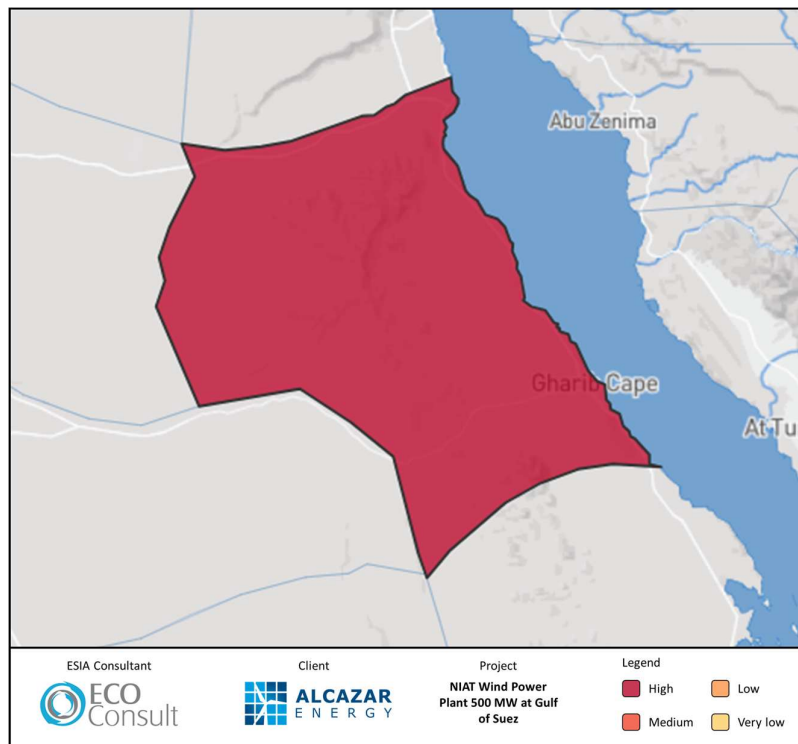 Abu Zenima
Gharib Cape
At Tu
ESIA Consultant
ECO
Consult
Client
ALCAZAR
ENERGY
Project
NIAT Wind Power
Plant 500 MW at Gulf
of Suez
Legend
High
Low
Medium
Very low